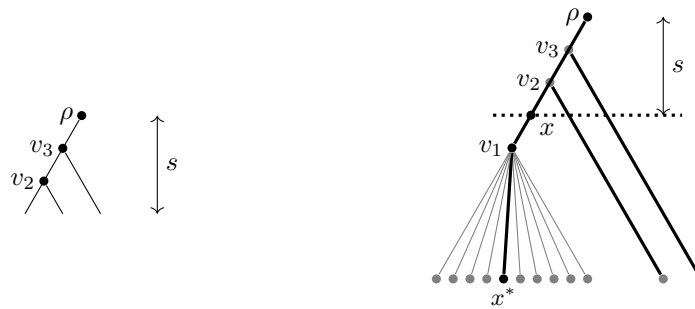 ρ
v₃
v₂
s
ρ
v₃
v₂
s
x
v₁
x*